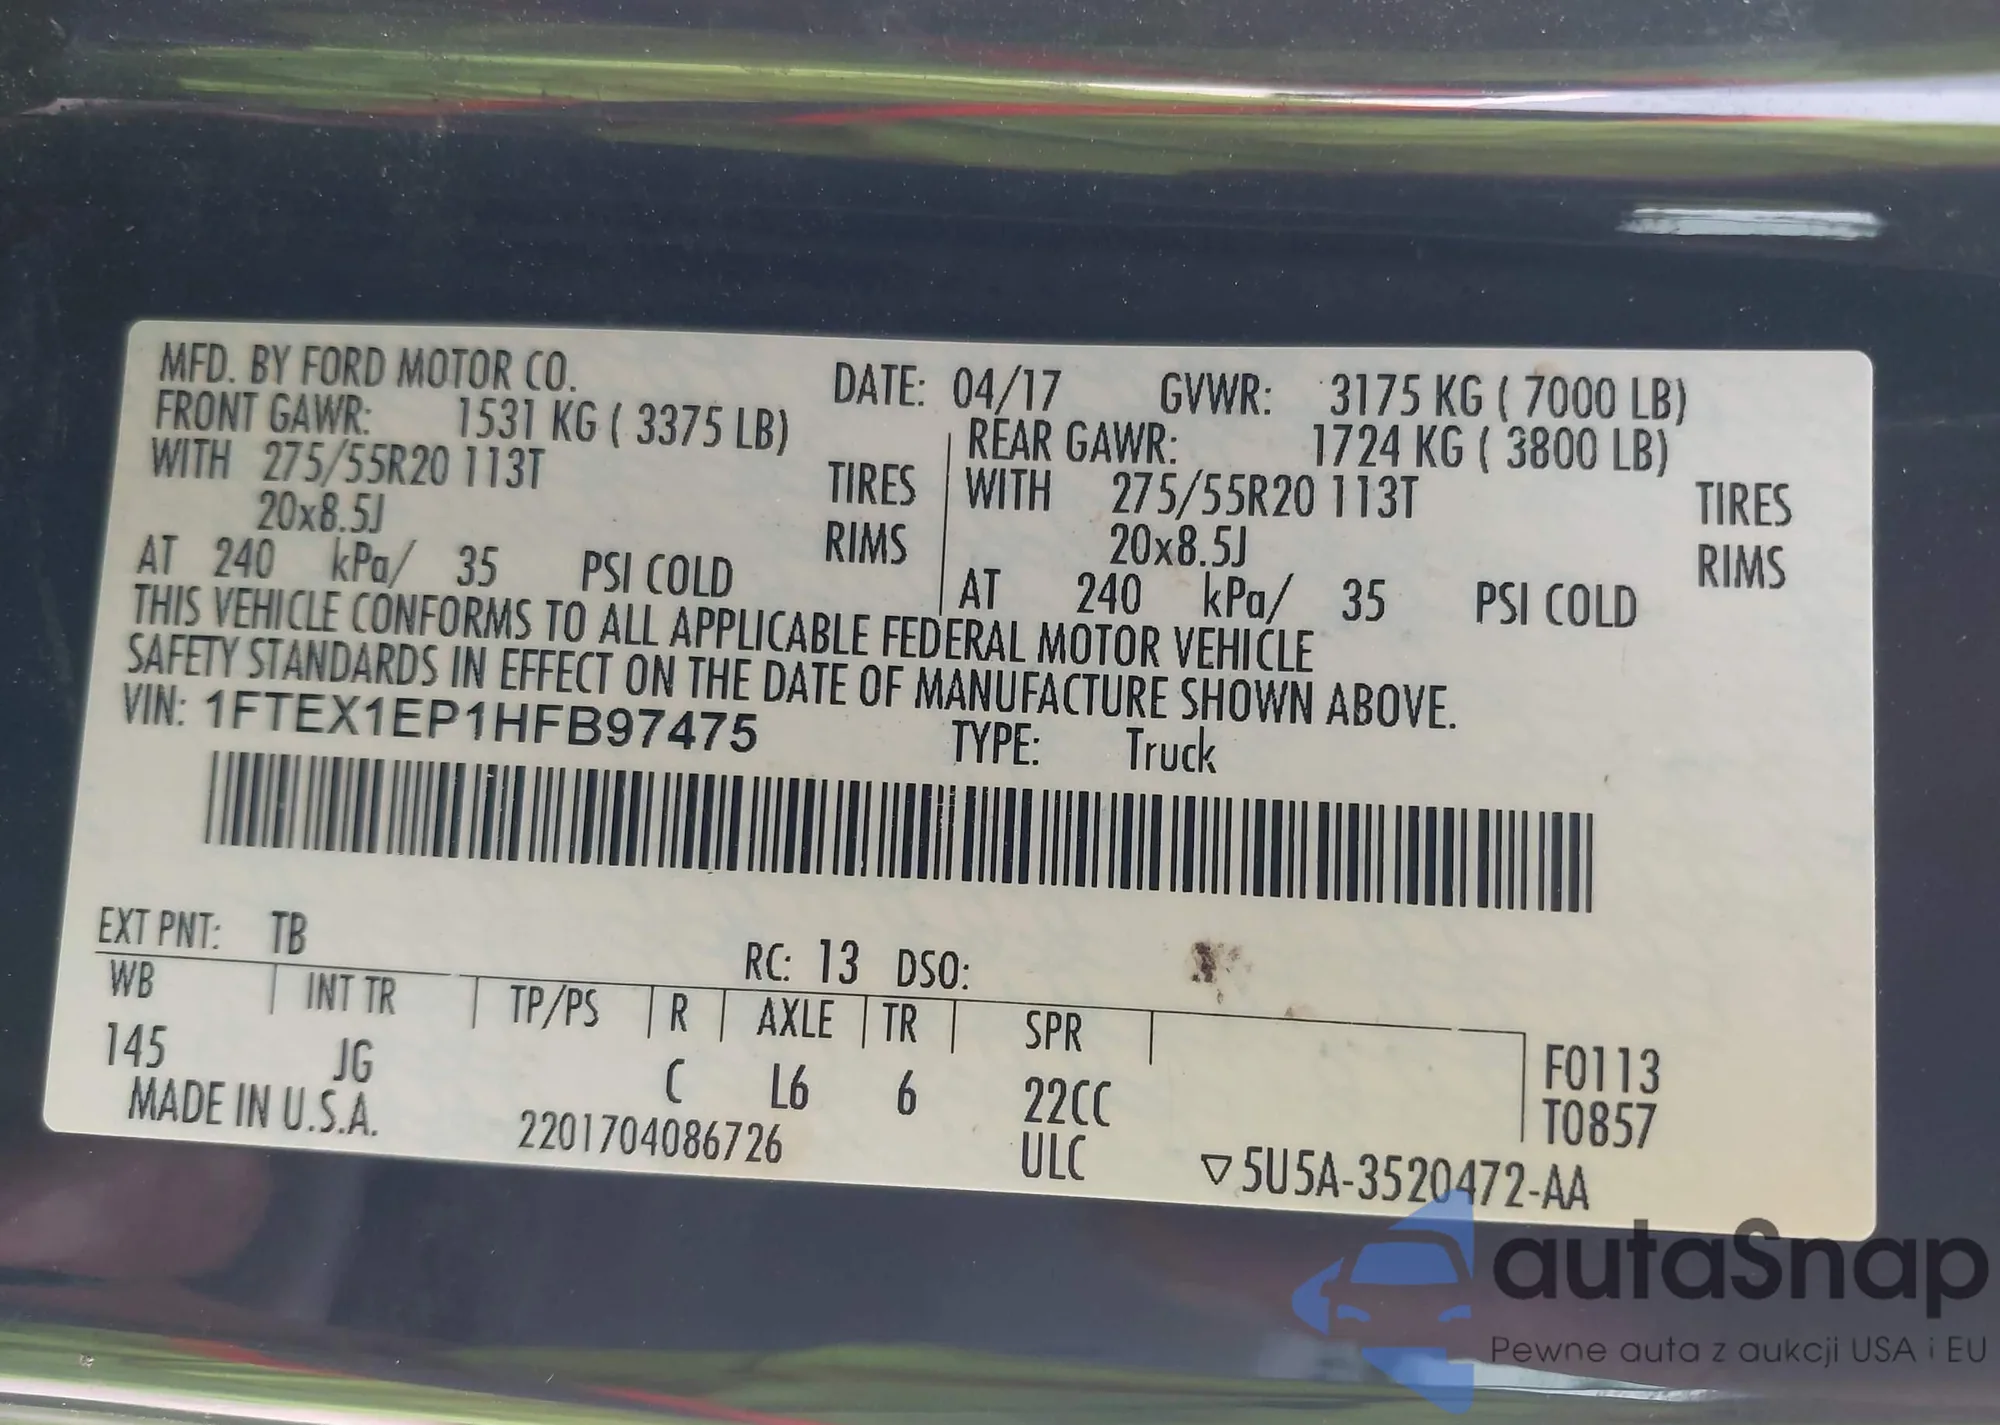 MFD. BY FORD MOTOR CO. DATE: 04/17 GVWR: 3175 KG ( 7000 LB)
FRONT GAWR: 1531 KG ( 3375 LB) REAR GAWR: 1724 KG ( 3800 LB)
WITH 275/55R20 113T TIRES WITH 275/55R20 113T TIRES
20x8.5J RIMS 20x8.5J RIMS
AT 240 kPa/ 35 PSI COLD AT 240 kPa/ 35 PSI COLD
THIS VEHICLE CONFORMS TO ALL APPLICABLE FEDERAL MOTOR VEHICLE
SAFETY STANDARDS IN EFFECT ON THE DATE OF MANUFACTURE SHOWN ABOVE.
VIN: 1FTEX1EP1HFB97475 TYPE: Truck
EXT PNT: TB RC: 13 DSO:
WB INT TR TP/PS R AXLE TR SPR
145 JG C L6 6 22CC F0113
ULC T0857
MADE IN U.S.A. 2201704086726 ▽5U5A-3520472-AA
autaSnap
Pewne auta z aukcji USA i EU